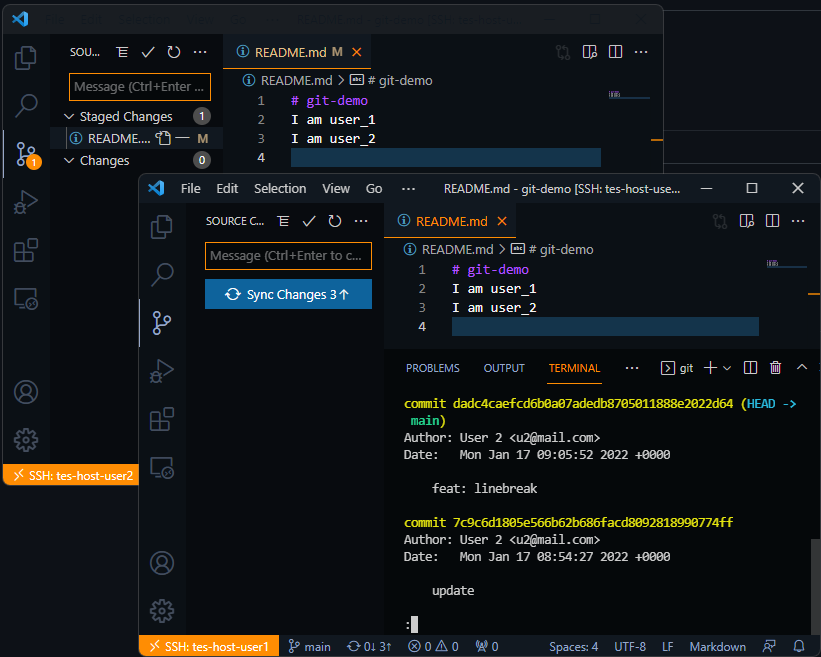 SOU... ...
README.md M
...
README.md > # git-demo
Message (Ctrl+Enter ...
1 # git-demo
Staged Changes 1
2 I am user_1
README.... M
3 I am user_2
Changes 0
4
1
SSH: tes-host-user2
File Edit Selection View Go ... README.md - git-demo [SSH: tes-host-use...
SOURCE C... ...
README.md
...
README.md > # git-demo
Message (Ctrl+Enter to c...
1 # git-demo
2 I am user_1
Sync Changes 3↑
3 I am user_2
4
PROBLEMS OUTPUT TERMINAL ... git
commit dadc4caefcd6b0a07adedb8705011888e2022d64 (HEAD ->
main)
Author: User 2 <u2@mail.com>
Date: Mon Jan 17 09:05:52 2022 +0000
feat: linebreak
commit 7c9c6d1805e566b62b686facd8092818990774ff
Author: User 2 <u2@mail.com>
Date: Mon Jan 17 08:54:27 2022 +0000
update
:
SSH: tes-host-user1 main 0↓ 3↑ 0 0 0 Spaces: 4 UTF-8 LF Markdown